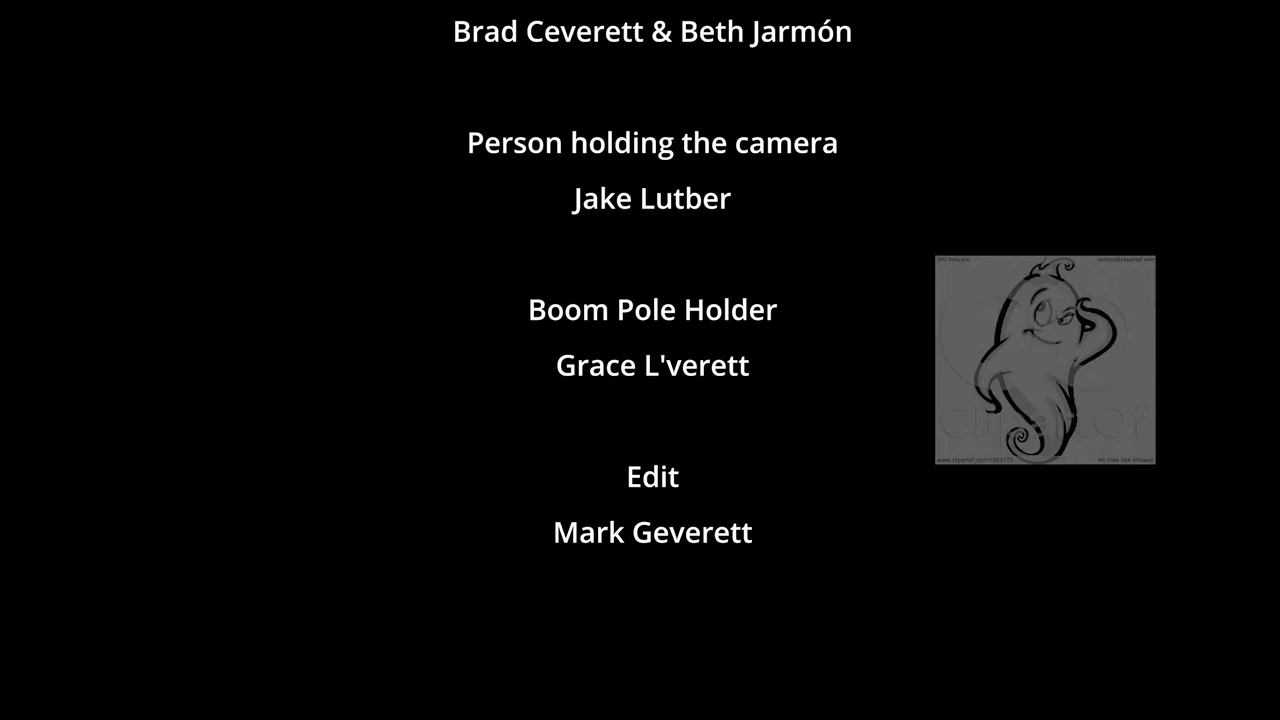 Brad Ceverett & Beth Jarmón
Person holding the camera
Jake Lutber
Boom Pole Holder
Grace L'verett
Edit
Mark Geverett